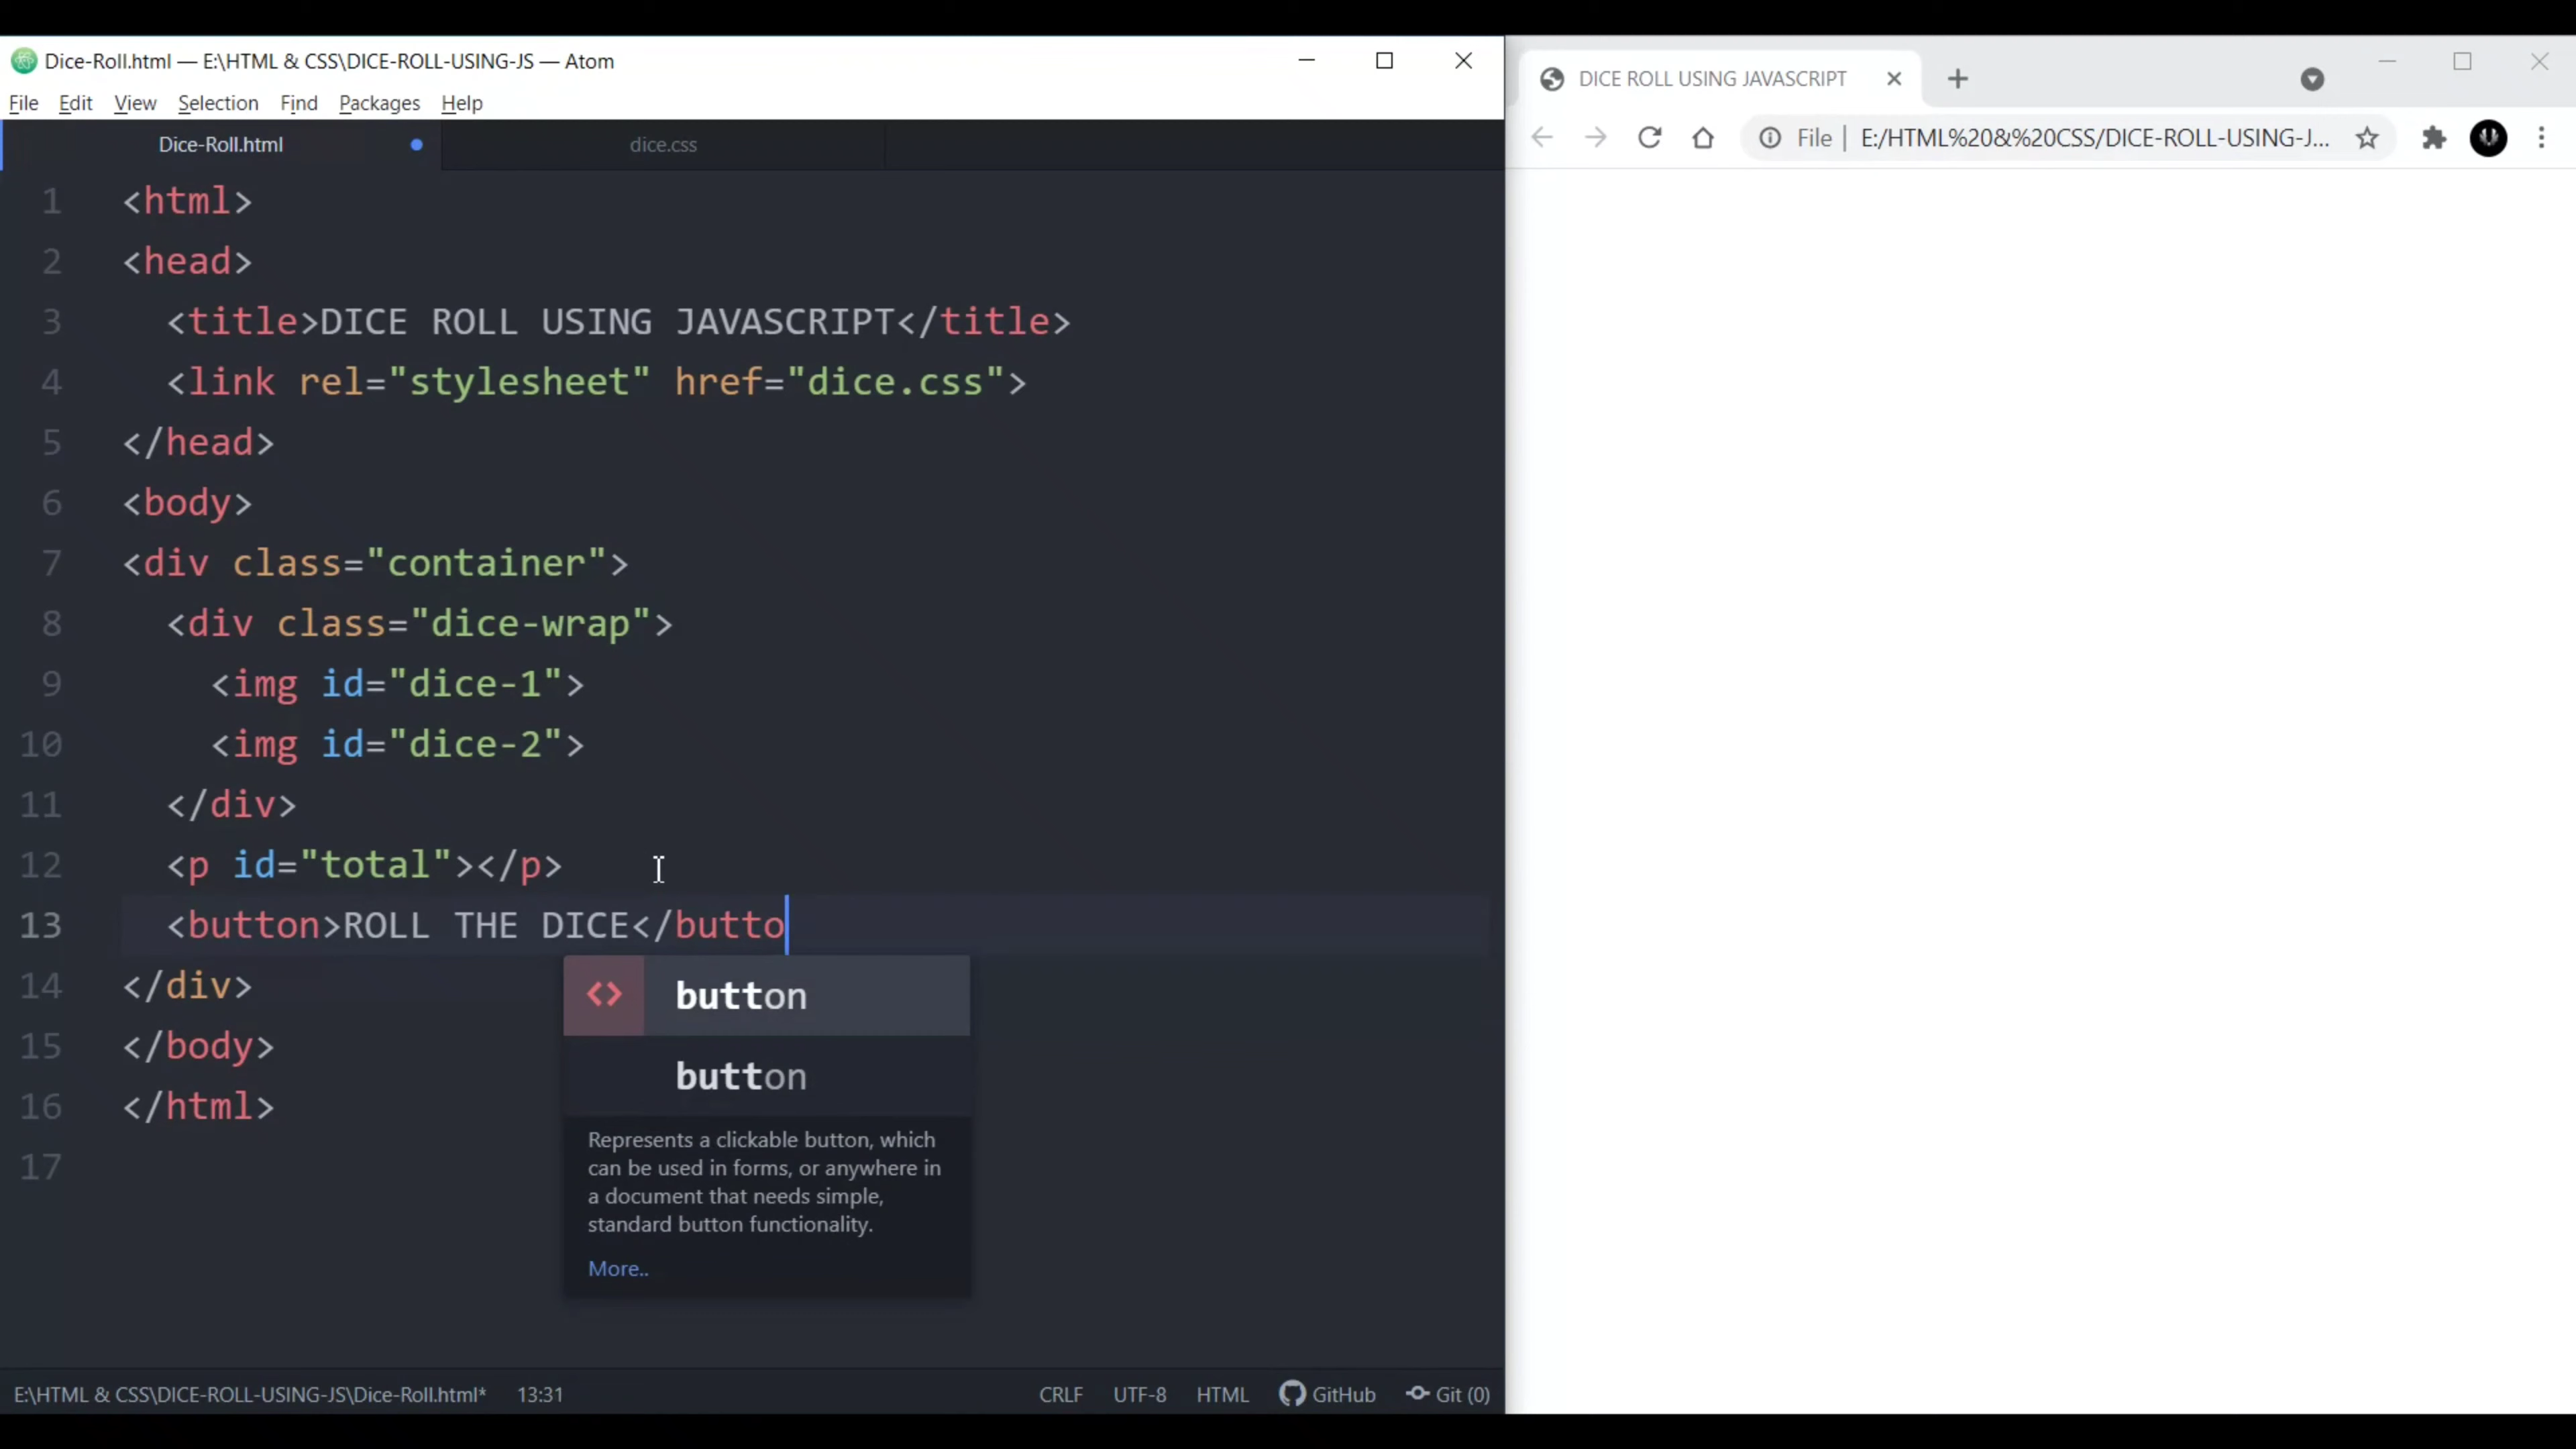 Dice-Roll.html — E:\HTML & CSS\DICE-ROLL-USING-JS — Atom
File Edit View Selection Find Packages Help
Dice-Roll.html dice.css
1 <html>
2 <head>
3 <title>DICE ROLL USING JAVASCRIPT</title>
4 <link rel="stylesheet" href="dice.css">
5 </head>
6 <body>
7 <div class="container">
8 <div class="dice-wrap">
9 <img id="dice-1">
10 <img id="dice-2">
11 </div>
12 <p id="total"></p>
13 <button>ROLL THE DICE</butto
14 </div>
15 </body>
16 </html>
17
<> button
button
Represents a clickable button, which
can be used in forms, or anywhere in
a document that needs simple,
standard button functionality.
More..
E:\HTML & CSS\DICE-ROLL-USING-JS\Dice-Roll.html* 13:31 CRLF UTF-8 HTML GitHub Git (0)
DICE ROLL USING JAVASCRIPT
File | E:/HTML%20&%20CSS/DICE-ROLL-USING-J...